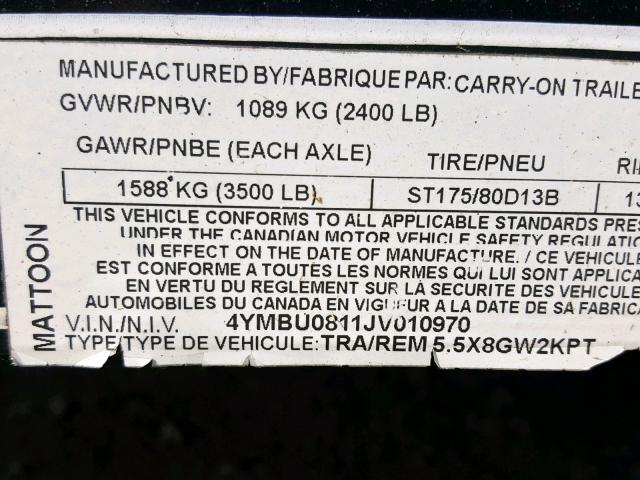 MANUFACTURED BY/FABRIQUE PAR: CARRY-ON TRAILE
GVWR/PNBV: 1089 KG (2400 LB)
GAWR/PNBE (EACH AXLE) TIRE/PNEU RI
1588 KG (3500 LB) ST175/80D13B 13
THIS VEHICLE CONFORMS TO ALL APPLICABLE STANDARDS PRES
UNDER THE CANADIAN MOTOR VEHICLE SAFETY REGULATIO
IN EFFECT ON THE DATE OF MANUFACTURE. / CE VEHICULE
EST CONFORME A TOUTES LES NORMES QUI LUI SONT APPLICA
EN VERTU DU REGLEMENT SUR LA SECURITE DES VEHICULES
AUTOMOBILES DU CANADA EN VIGUEUR A LA DATE DE SA FABRICA
V.I.N./N.I.V. 4YMBU0811JV010970
TYPE/TYPE DE VEHICULE: TRA/REM 5.5X8GW2KPT
MATTOON